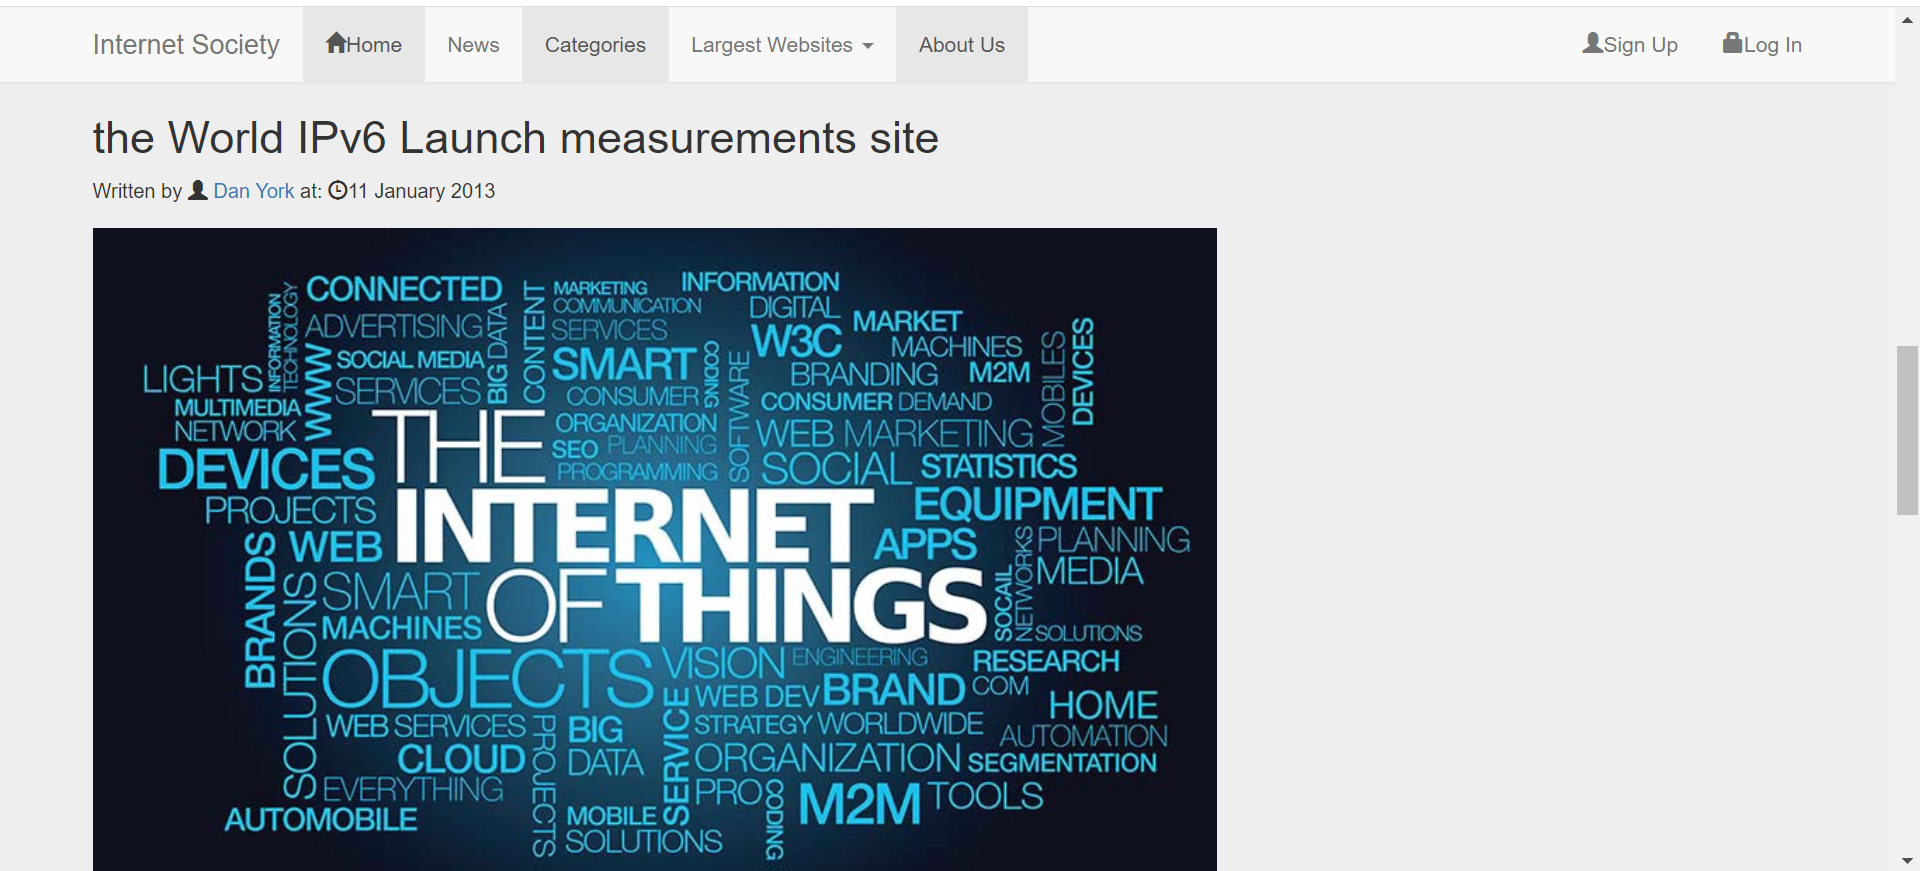 Internet Society Home News Categories Largest Websites About Us Sign Up Log In
the World IPv6 Launch measurements site
Written by Dan York at: 11 January 2013
CONNECTED
INFORMATION
TECHNOLOGY
ADVERTISING
WWW
SOCIAL MEDIA
SERVICES
BIG DATA
CONTENT
MARKETING
COMMUNICATION
SERVICES
SMART
CODING
CONSUMER
ORGANIZATION
SEO PLANNING
PROGRAMMING
SOFTWARE
INFORMATION
DIGITAL
W3C
MARKET
MACHINES
BRANDING
M2M
CONSUMER DEMAND
MOBILES
DEVICES
WEB MARKETING
SOCIAL
STATISTICS
LIGHTS
MULTIMEDIA
NETWORK
DEVICES
PROJECTS
WEB
THE
INTERNET
OF THINGS
EQUIPMENT
APPS
PLANNING
MEDIA
NETWORKS
SOCAIL
SOLUTIONS
BRANDS
SOLUTIONS
SMART
MACHINES
OBJECTS
VISION
ENGINEERING
RESEARCH
WEB DEV
BRAND
COM
HOME
AUTOMATION
WEB SERVICES
PROJECTS
BIG
DATA
SERVICE
STRATEGY WORLDWIDE
CLOUD
ORGANIZATION
SEGMENTATION
EVERYTHING
PRO
CODING
M2M
TOOLS
AUTOMOBILE
MOBILE
SOLUTIONS